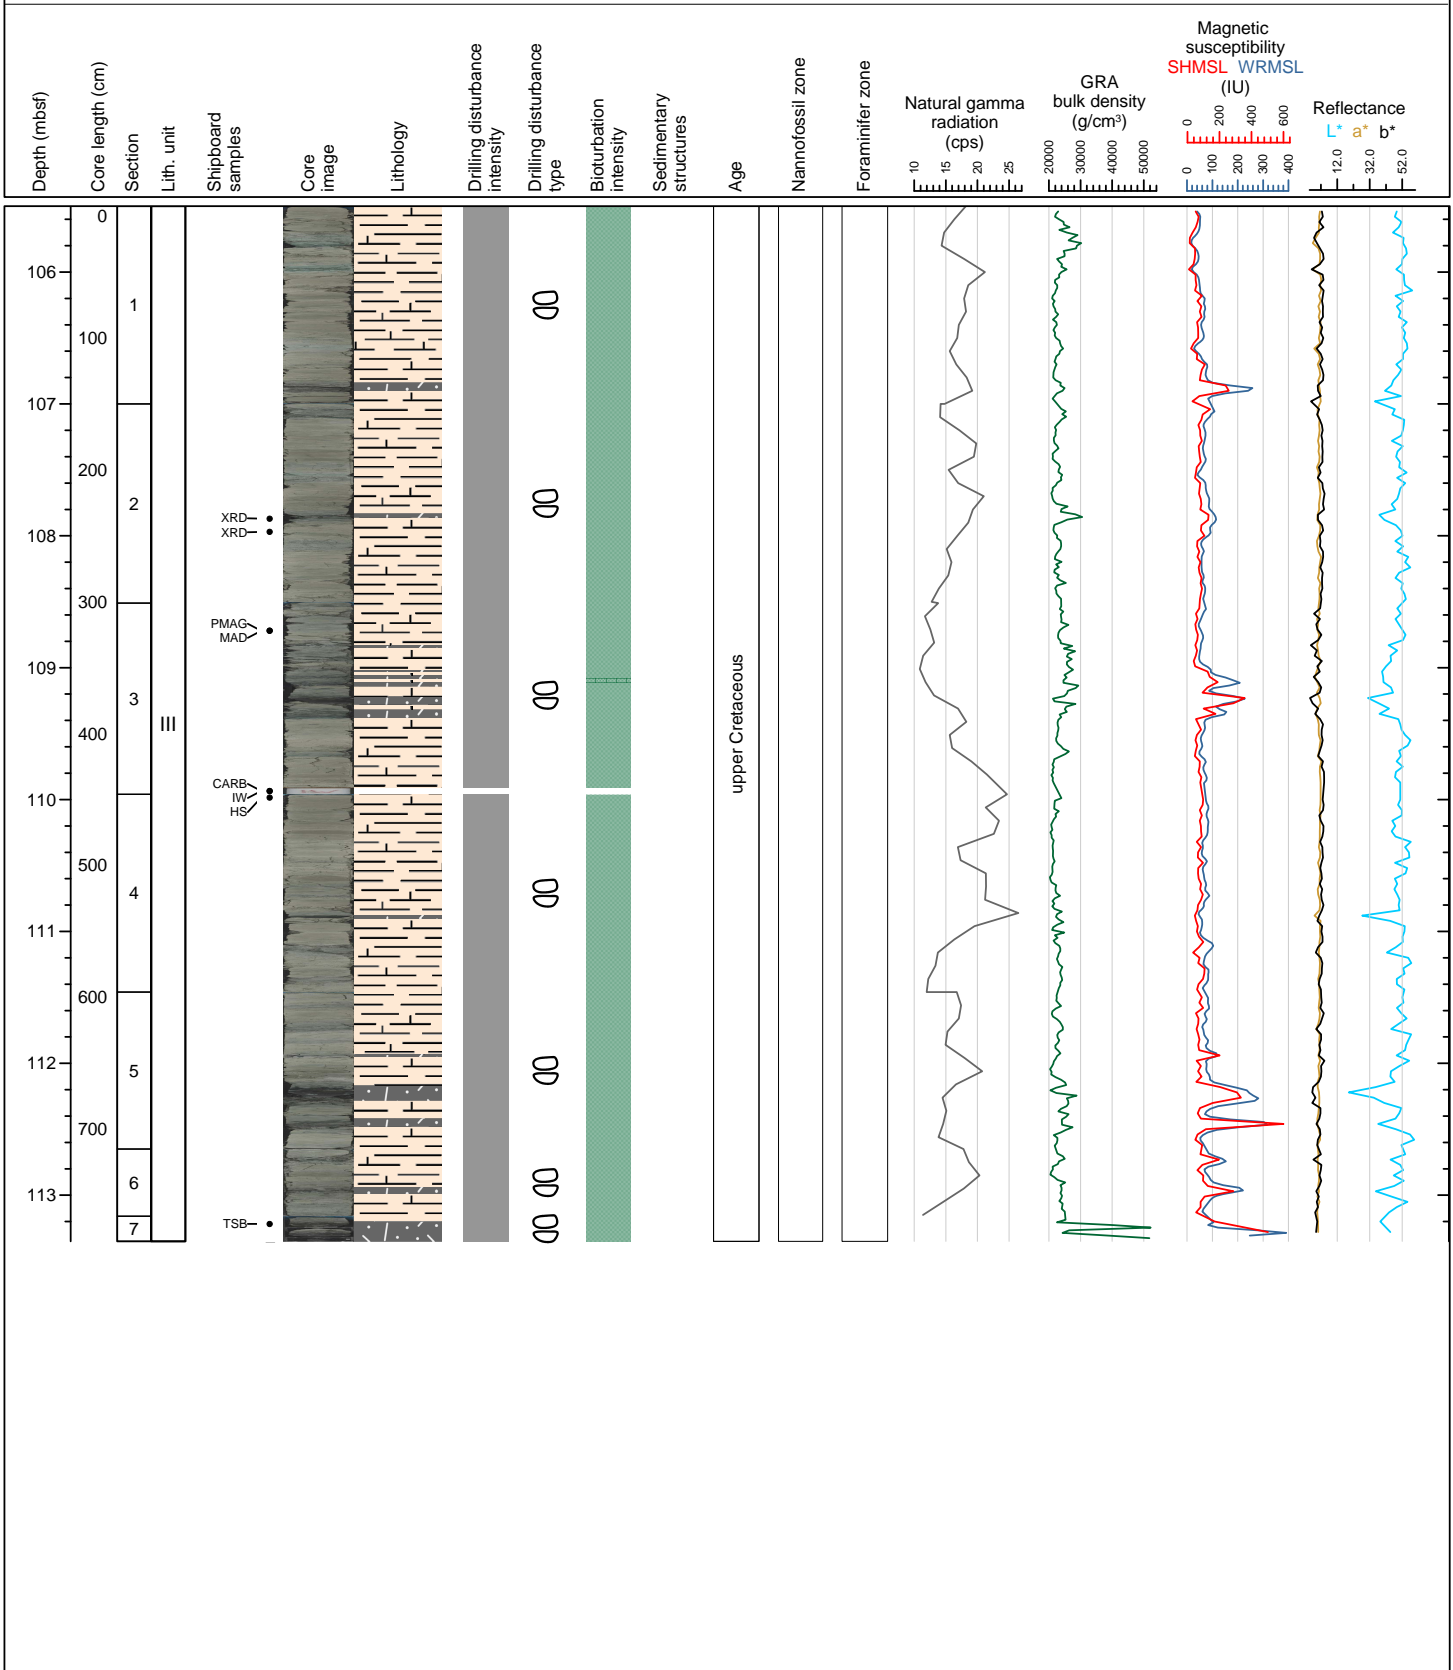 Depth (mbsf)
Core length (cm)
Section
Lith. unit
Shipboard
samples
Core
image
Lithology
Drilling disturbance
intensity
Drilling disturbance
type
Bioturbation
intensity
Sedimentary
structures
Age
Nannofossil zone
Foraminifer zone
Natural gamma
radiation
(cps)
10 15 20 25
GRA
bulk density
(g/cm³)
20000 30000 40000 50000
Magnetic
susceptibility
SHMSL WRMSL
(IU)
0 200 400 600
0 100 200 300 400
Reflectance
L* a* b*
12.0 32.0 52.0
0
106
1
100
107
200
2
XRD
XRD
108
300
PMAG
MAD
109
3
III
400
upper Cretaceous
CARB
IW
HS
110
500
4
111
600
112
5
700
6
113
7
TSB